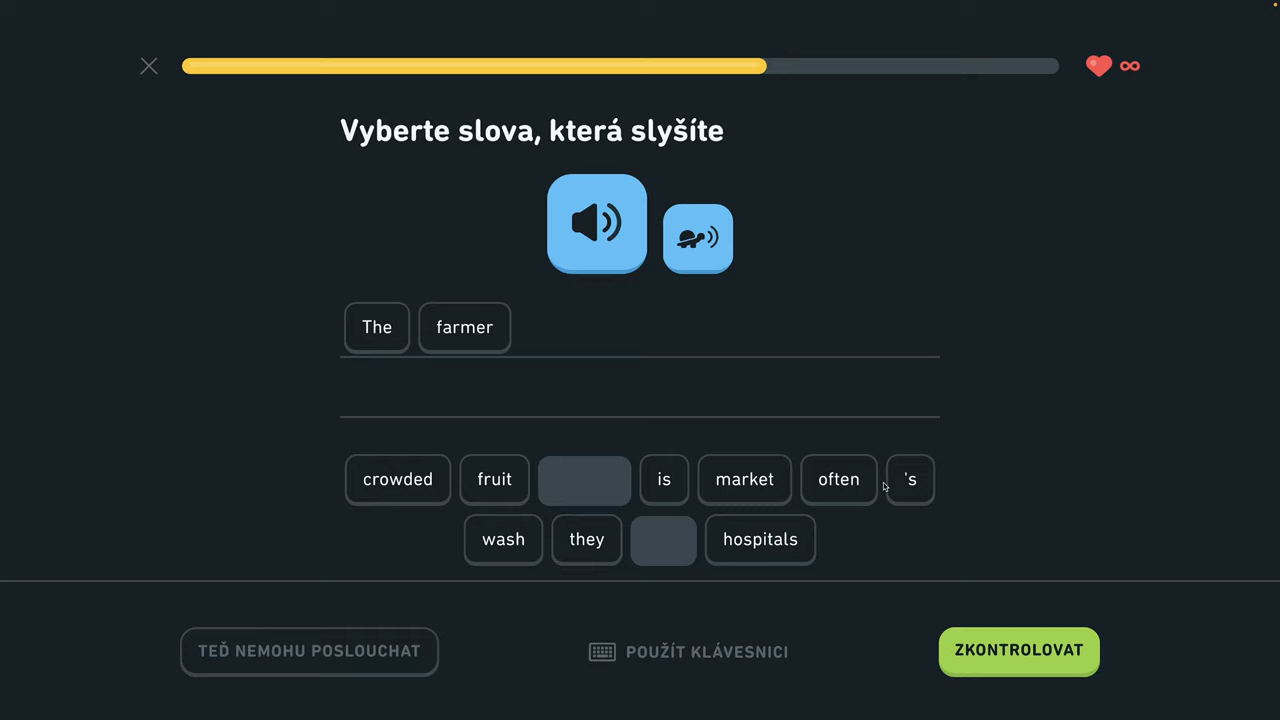 Vyberte slova, která slyšíte
The farmer
crowded fruit is market often 's
wash they hospitals
TEĎ NEMOHU POSLOUCHAT POUŽÍT KLÁVESNICI ZKONTROLOVAT